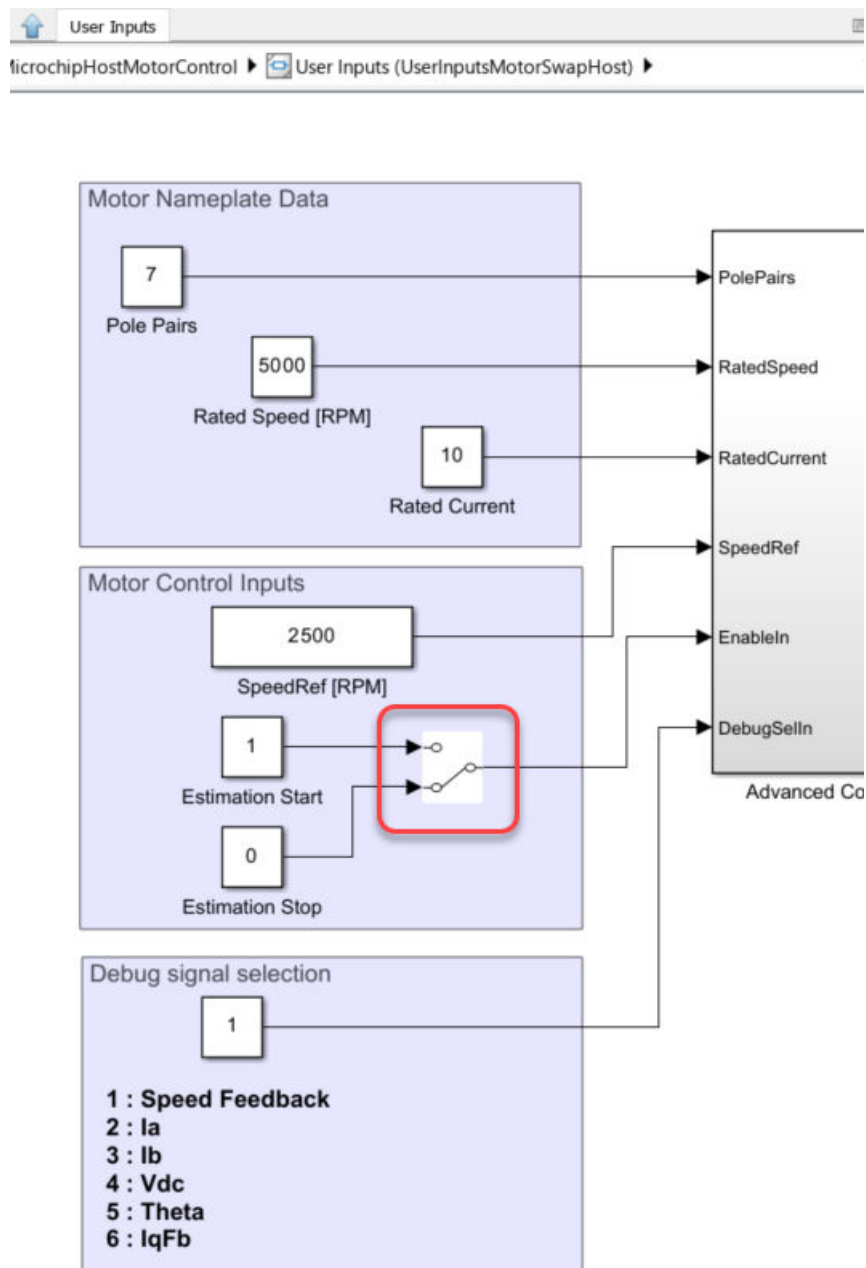 User Inputs
MicrochipHostMotorControl User Inputs (UserInputsMotorSwapHost)
Motor Nameplate Data
7
PolePairs
Pole Pairs
5000
RatedSpeed
Rated Speed [RPM]
10
RatedCurrent
Rated Current
SpeedRef
Motor Control Inputs
2500
EnableIn
SpeedRef [RPM]
1
DebugSelIn
Estimation Start
Advanced Co
0
Estimation Stop
Debug signal selection
1
1 : Speed Feedback
2 : Ia
3 : Ib
4 : Vdc
5 : Theta
6 : IqFb